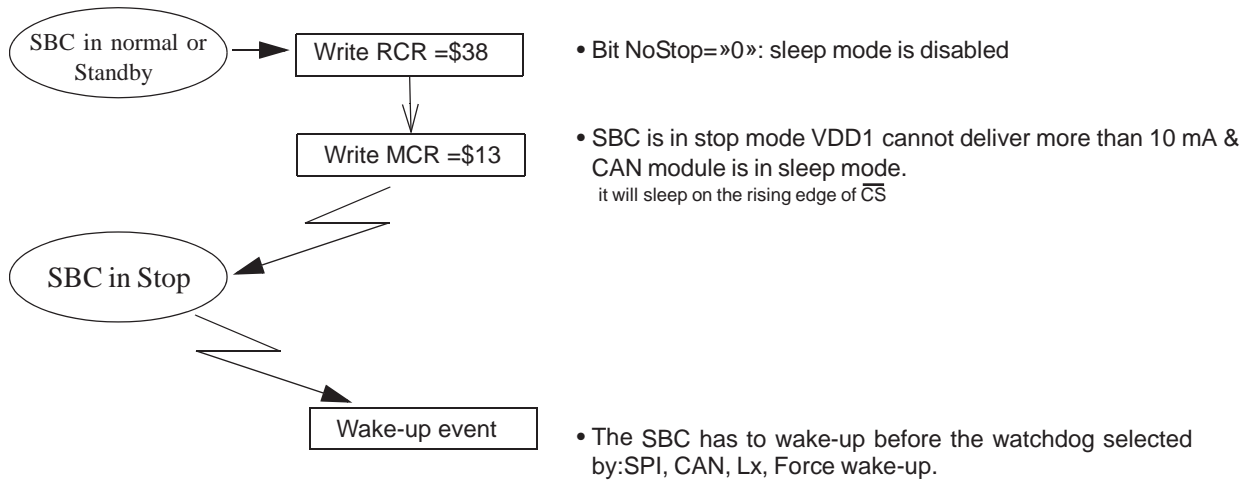 SBC in normal or
Standby
Write RCR =$38
• Bit NoStop=»0»: sleep mode is disabled
Write MCR =$13
• SBC is in stop mode VDD1 cannot deliver more than 10 mA &
CAN module is in sleep mode.
it will sleep on the rising edge of C̅S̅
SBC in Stop
Wake-up event
• The SBC has to wake-up before the watchdog selected
by:SPI, CAN, Lx, Force wake-up.